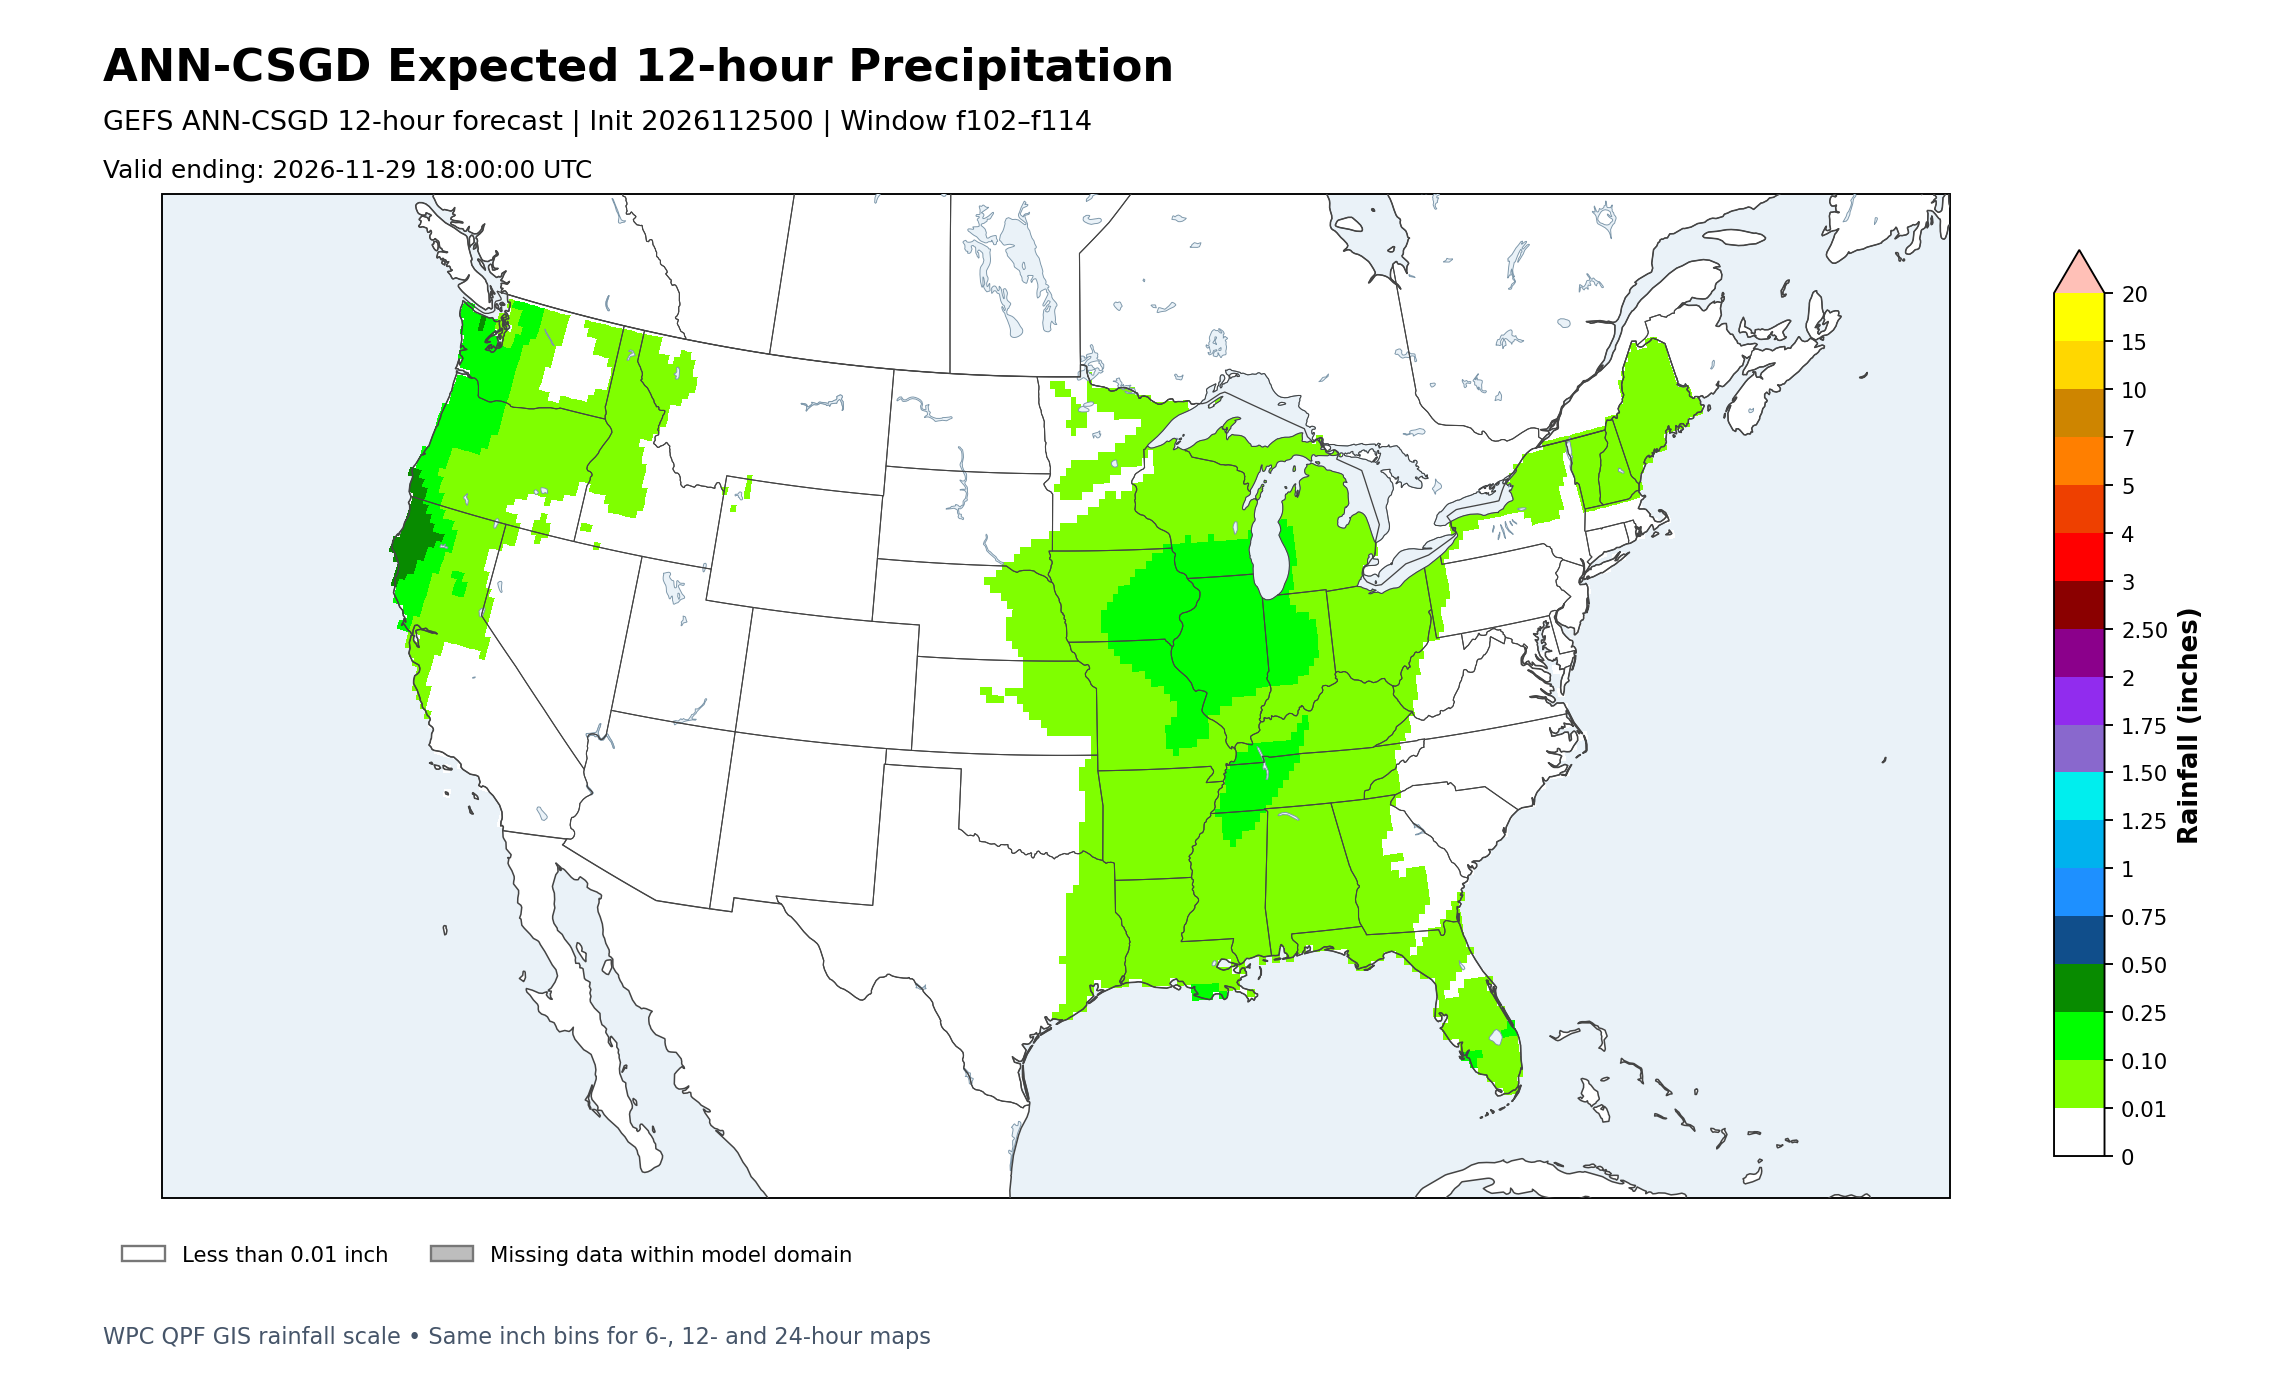 ANN-CSGD Expected 12-hour Precipitation
GEFS ANN-CSGD 12-hour forecast | Init 2026112500 | Window f102–f114
Valid ending: 2026-11-29 18:00:00 UTC
20
15
10
7
5
4
3
2.50
2
1.75
1.50
1.25
1
0.75
0.50
0.25
0.10
0.01
0
Rainfall (inches)
Less than 0.01 inch
Missing data within model domain
WPC QPF GIS rainfall scale • Same inch bins for 6-, 12- and 24-hour maps